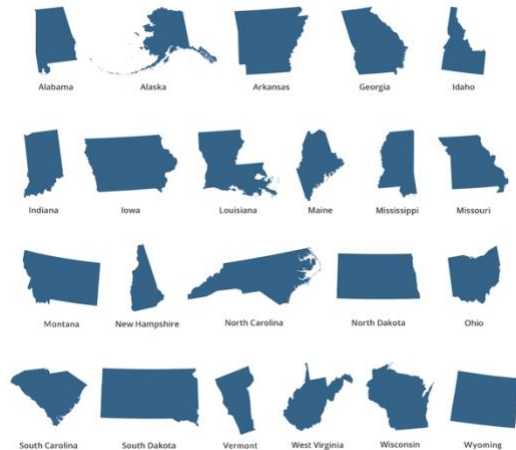 Alabama Alaska Arkansas Georgia Idaho
Indiana Iowa Louisiana Maine Mississippi Missouri
Montana New Hampshire North Carolina North Dakota Ohio
South Carolina South Dakota Vermont West Virginia Wisconsin Wyoming